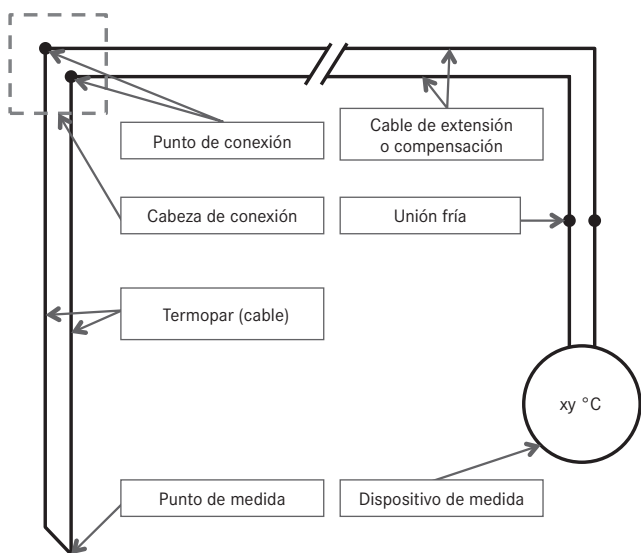 Punto de conexión
Cable de extensión
o compensación
Cabeza de conexión
Unión fría
Termopar (cable)
xy °C
Punto de medida
Dispositivo de medida